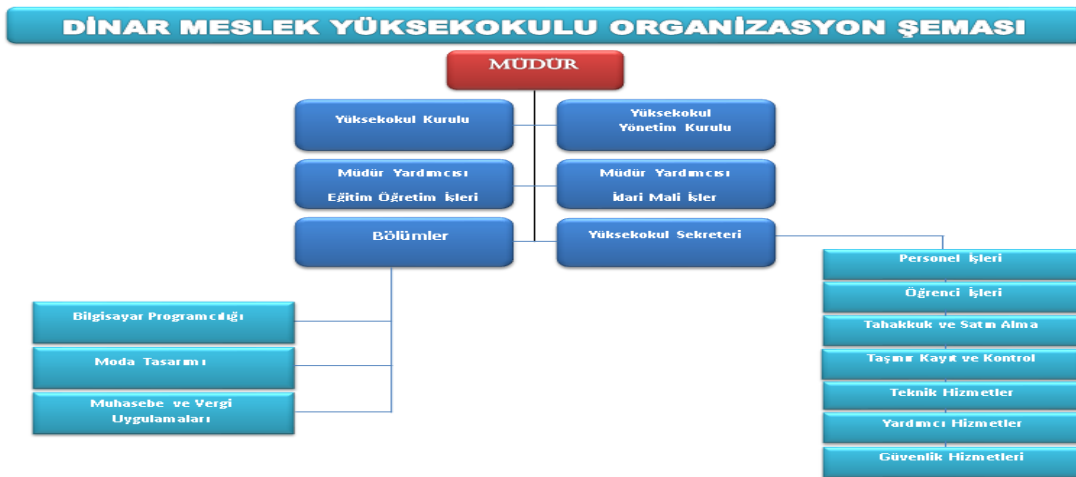 DİNAR MESLEK YÜKSEKOKULU ORGANİZASYON ŞEMASI
MÜDÜR
Yüksekokul Kurulu
Yüksekokul
Yönetim Kurulu
Müdür Yardımcısı
Eğitim Öğretim İşleri
Müdür Yardımcısı
İdari Mali İşler
Bölümler
Yüksekokul Sekreteri
Bilgisayar Programcılığı
Moda Tasarımı
Muhasebe ve Vergi
Uygulamaları
Personel İşleri
Öğrenci İşleri
Tahakkuk ve Satın Alma
Taşınır Kayıt ve Kontrol
Teknik Hizmetler
Yardımcı Hizmetler
Güvenlik Hizmetleri